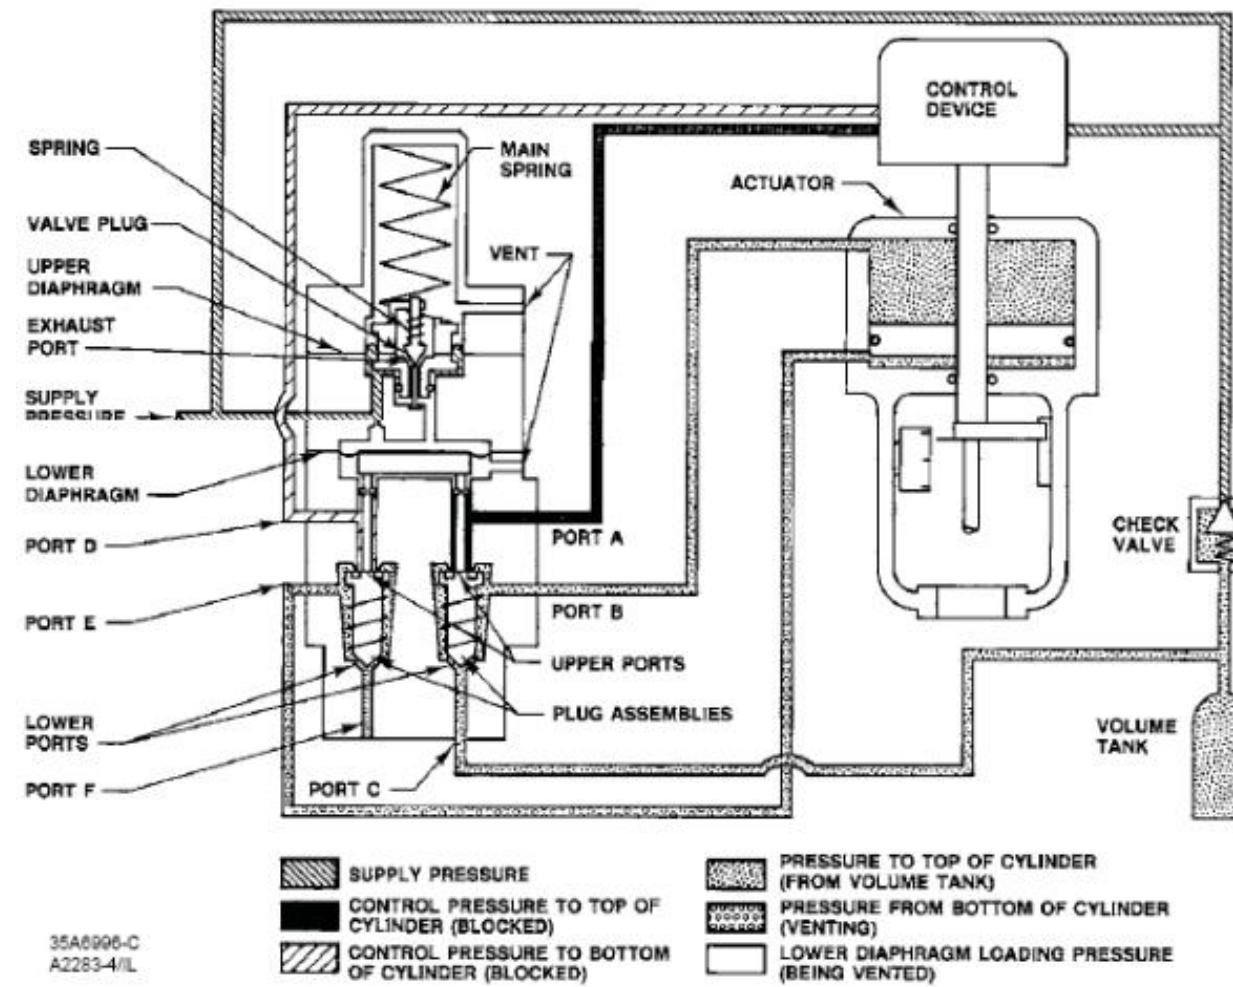 CONTROL
DEVICE
SPRING
MAIN
SPRING
ACTUATOR
VALVE PLUG
VENT
UPPER
DIAPHRAGM
EXHAUST
PORT
SUPPLY
PRESSURE
LOWER
DIAPHRAGM
PORT D
PORT A
CHECK
VALVE
PORT E
PORT B
UPPER PORTS
LOWER
PORTS
PLUG ASSEMBLIES
VOLUME
TANK
PORT F
PORT C
SUPPLY PRESSURE
CONTROL PRESSURE TO TOP OF
CYLINDER (BLOCKED)
CONTROL PRESSURE TO BOTTOM
OF CYLINDER (BLOCKED)
PRESSURE TO TOP OF CYLINDER
(FROM VOLUME TANK)
PRESSURE FROM BOTTOM OF CYLINDER
(VENTING)
LOWER DIAPHRAGM LOADING PRESSURE
(BEING VENTED)
35A6996-C
A2283-4/IL